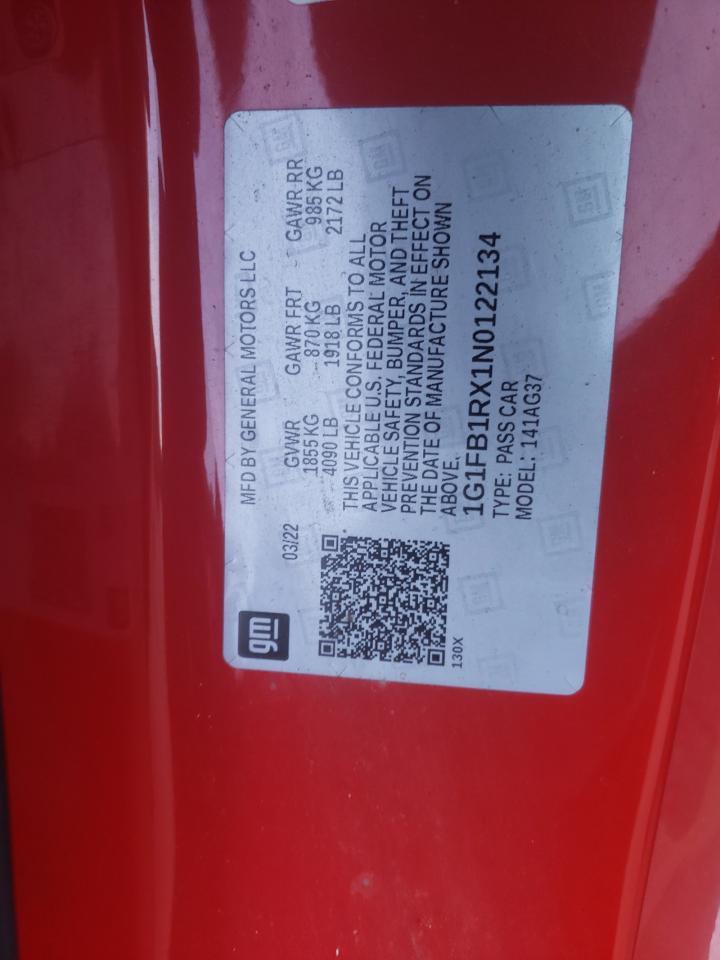 gm
MFD BY GENERAL MOTORS LLC
03/22
GVWR GAWR FRT GAWR RR
1855 KG 870 KG 985 KG
4090 LB 1918 LB 2172 LB
THIS VEHICLE CONFORMS TO ALL
APPLICABLE U.S. FEDERAL MOTOR
VEHICLE SAFETY, BUMPER, AND THEFT
PREVENTION STANDARDS IN EFFECT ON
THE DATE OF MANUFACTURE SHOWN
ABOVE.
130X
1G1FB1RX1N0122134
TYPE: PASS CAR
MODEL: 141AG37